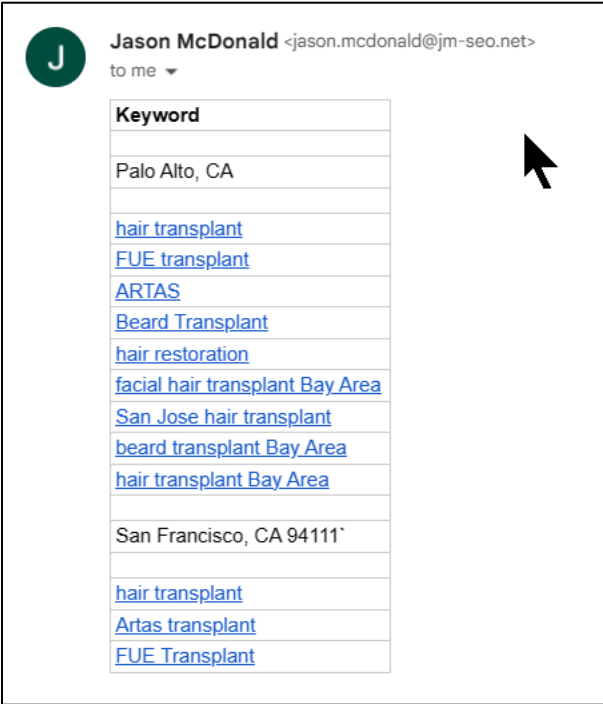 J
Jason McDonald <jason.mcdonald@jm-seo.net>
to me
Keyword
Palo Alto, CA
hair transplant
FUE transplant
ARTAS
Beard Transplant
hair restoration
facial hair transplant Bay Area
San Jose hair transplant
beard transplant Bay Area
hair transplant Bay Area
San Francisco, CA 94111`
hair transplant
Artas transplant
FUE Transplant